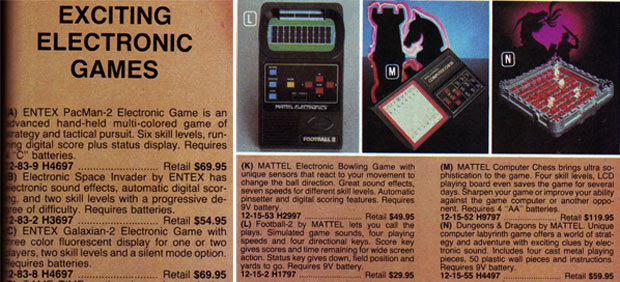 EXCITING
ELECTRONIC
GAMES
A) ENTEX PacMan-2 Electronic Game is an
advanced hand-held multi-colored game of
strategy and tactical pursuit. Six skill levels, run-
ning digital score plus status display. Requires
"C" batteries.
2-83-9 H4697 Retail $69.95
B) Electronic Space Invader by ENTEX has
electronic sound effects, automatic digital scor-
ing, and two skill levels with a progressive de-
gree of difficulty. Requires batteries.
2-83-2 H3697 Retail $54.95
C) ENTEX Galaxian-2 Electronic Game with
three color fluorescent display for one or two
players, two skill levels and a silent mode option.
Requires batteries.
2-83-8 H4697 Retail $69.95
L
MATTEL ELECTRONICS
FOOTBALL 2
M
N
(K) MATTEL Electronic Bowling Game with
unique sensors that react to your movement to
change the ball direction. Great sound effects,
seven speeds for different skill levels. Automatic
pinsetter and digital scoring features. Requires
9V battery.
12-15-53 H2997 Retail $49.95
(L) Football-2 by MATTEL lets you call the
plays. Simulated game sounds, four playing
speeds and four directional keys. Score key
gives scores and time remaining for wide screen
action. Status key gives down, field position and
yards to go. Requires 9V battery.
12-15-2 H1797 Retail $29.95
(M) MATTEL Computer Chess brings ultra so-
phistication to the game. Four skill levels, LCD
playing board even saves the game for several
days. Sharpen your game or improve your ability
against the game computer or another oppo-
nent. Requires 4 "AA" batteries.
12-15-52 H9797 Retail $119.95
(N) Dungeons & Dragons by MATTEL. Unique
computer labyrinth game offers a world of strat-
egy and adventure with exciting clues by elec-
tronic sound. Includes four cast metal playing
pieces, 50 plastic wall pieces and instructions.
Requires 9V battery.
12-15-55 H4497 Retail $59.95